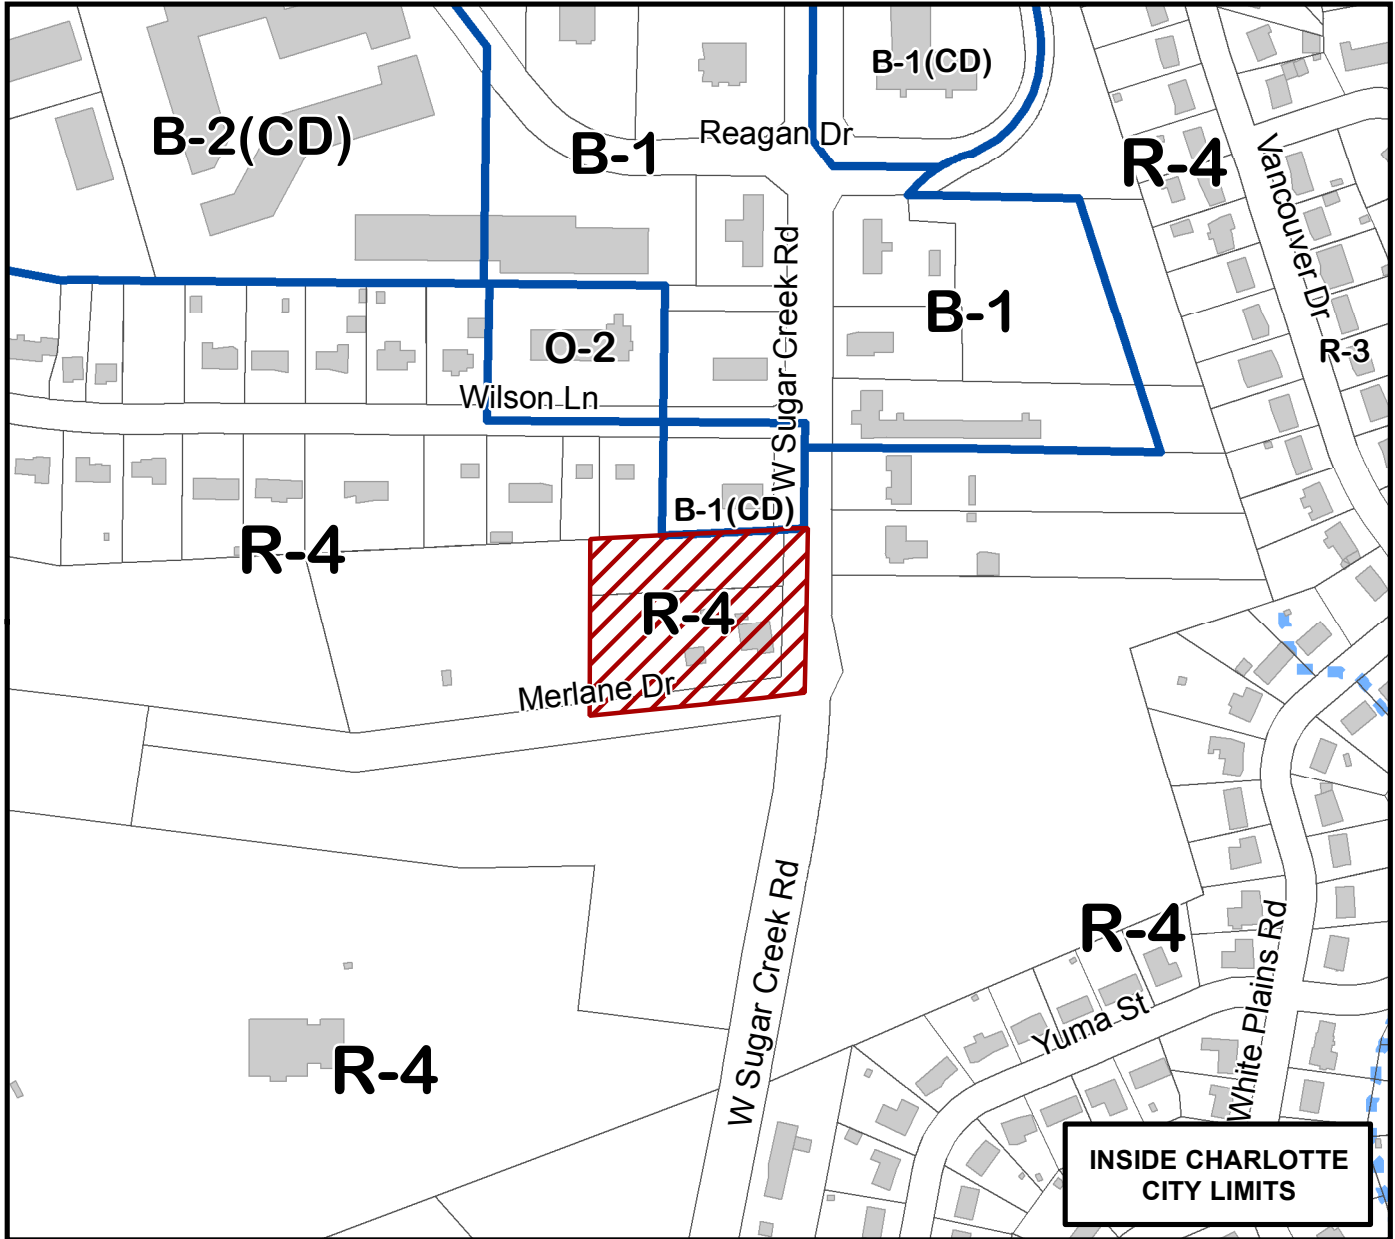 B-1(CD)
B-2(CD)
B-1
Reagan Dr
R-4
Vancouver Dr
W Sugar Creek Rd
B-1
O-2
R-3
Wilson Ln
B-1(CD)
R-4
R-4
Merlane Dr
W Sugar Creek Rd
R-4
White Plains Rd
Yuma St
R-4
INSIDE CHARLOTTE
CITY LIMITS